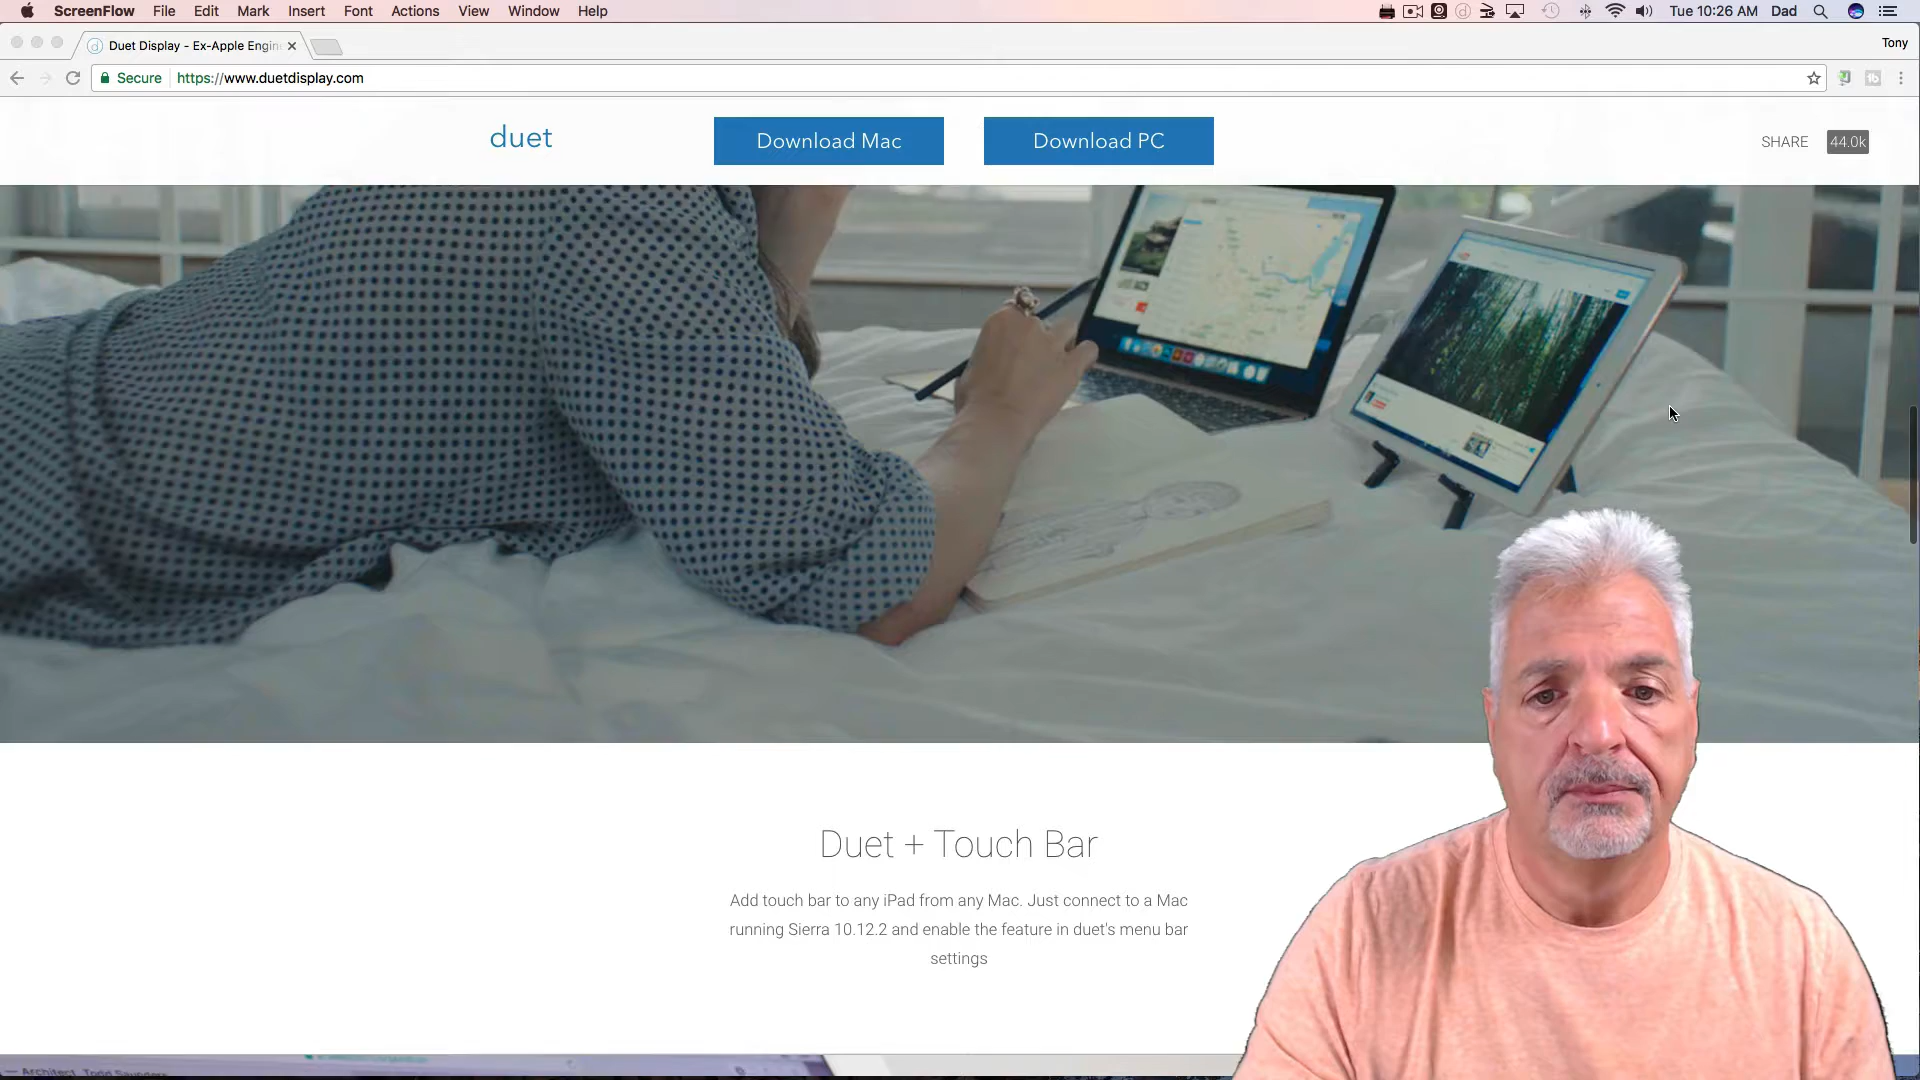 ScreenFlow File Edit Mark Insert Font Actions View Window Help Tue 10:26 AM Dad
Duet Display - Ex-Apple Engin Tony
Secure https://www.duetdisplay.com
duet Download Mac Download PC SHARE 44.0k
Duet + Touch Bar
Add touch bar to any iPad from any Mac. Just connect to a Mac
running Sierra 10.12.2 and enable the feature in duet's menu bar
settings
Architect, Todd Saunders